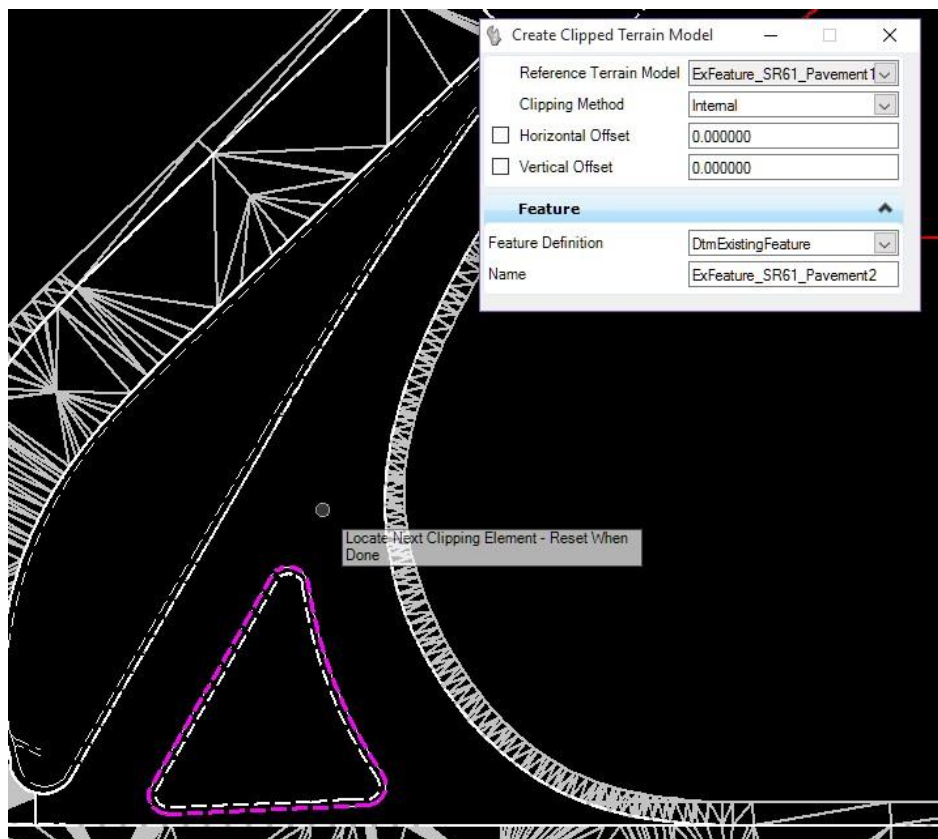 Create Clipped Terrain Model
Reference Terrain Model ExFeature_SR61_Pavement1
Clipping Method Internal
Horizontal Offset 0.000000
Vertical Offset 0.000000
Feature
Feature Definition DtmExistingFeature
Name ExFeature_SR61_Pavement2
Locate Next Clipping Element - Reset When
Done